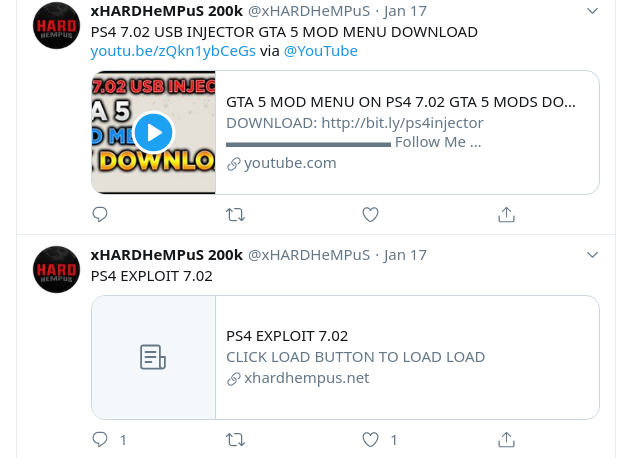 HARD
HEMPUS
xHARDHeMPuS 200k @xHARDHeMPuS · Jan 17
PS4 7.02 USB INJECTOR GTA 5 MOD MENU DOWNLOAD
youtu.be/zQkn1ybCeGs via @YouTube
7.02 USB INJEC
A 5
D ME
DOWNLO
GTA 5 MOD MENU ON PS4 7.02 GTA 5 MODS DO...
DOWNLOAD: http://bit.ly/ps4injector
▬▬▬▬▬▬▬▬▬▬ Follow Me ...
youtube.com
HARD
HEMPUS
xHARDHeMPuS 200k @xHARDHeMPuS · Jan 17
PS4 EXPLOIT 7.02
PS4 EXPLOIT 7.02
CLICK LOAD BUTTON TO LOAD LOAD
xhardhempus.net
1 1